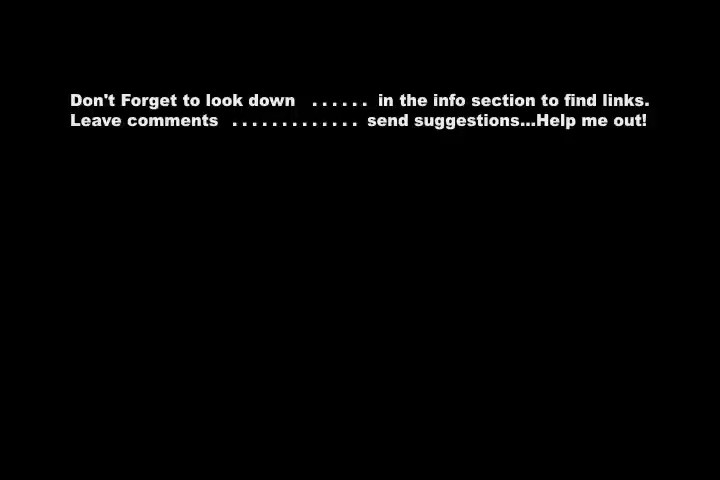 Don't Forget to look down ...... in the info section to find links.
Leave comments ............. send suggestions...Help me out!